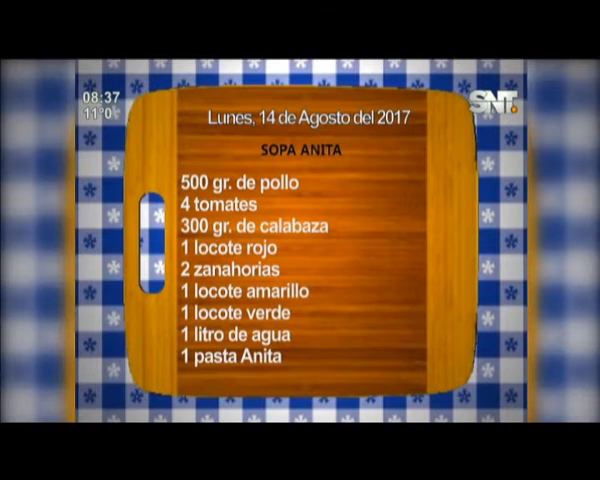 08:37
11°0
SNT
Lunes, 14 de Agosto del 2017
SOPA ANITA
500 gr. de pollo
4 tomates
300 gr. de calabaza
1 locote rojo
2 zanahorias
1 locote amarillo
1 locote verde
1 litro de agua
1 pasta Anita